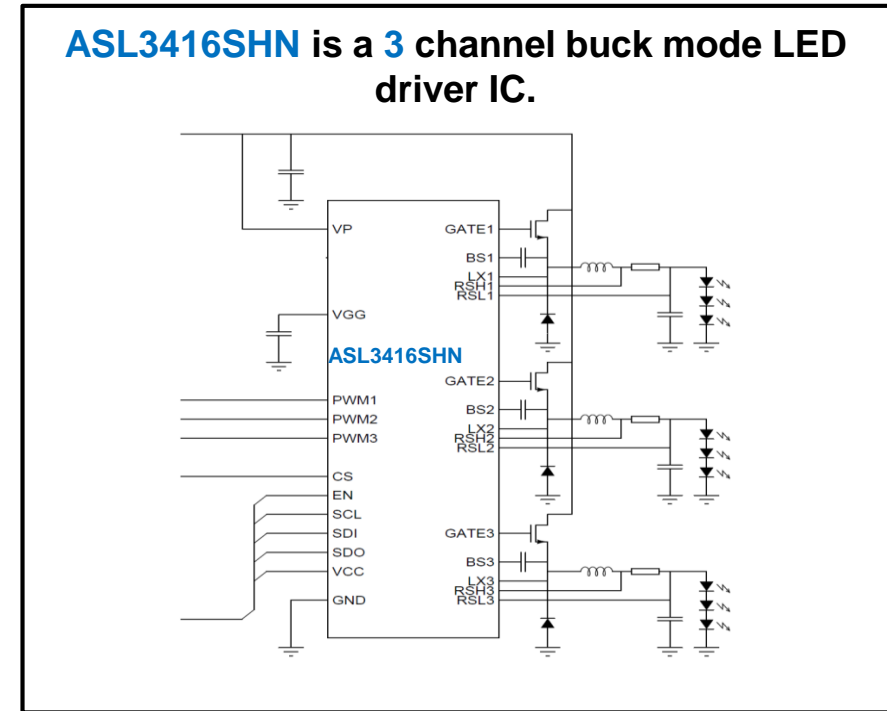 ASL3416SHN is a 3 channel buck mode LED
driver IC.
VP
GATE1
BS1
LX1
RSH1
RSL1
VGG
ASL3416SHN
GATE2
PWM1
BS2
PWM2
LX2
PWM3
RSH2
RSL2
CS
EN
SCL
SDI
GATE3
SDO
BS3
VCC
LX3
RSH3
GND
RSL3